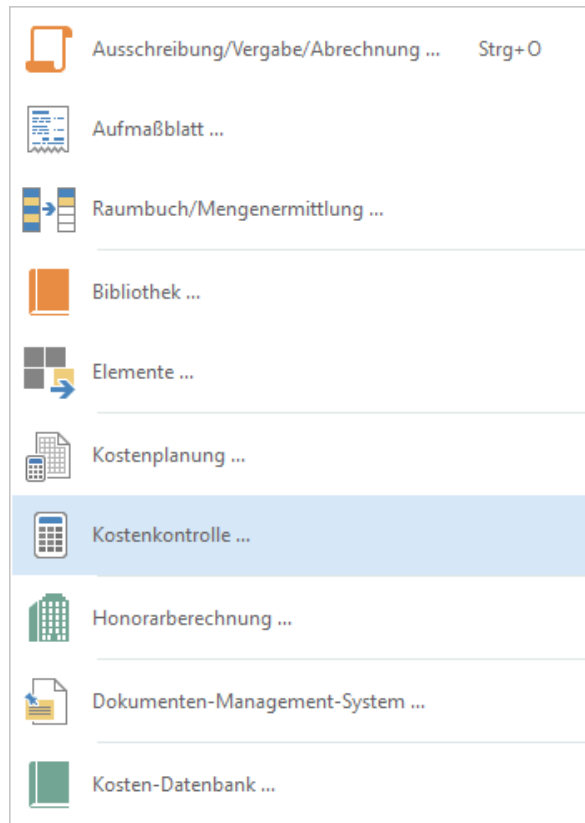 Ausschreibung/Vergabe/Abrechnung ... Strg+O
Aufmaßblatt ...
Raumbuch/Mengenermittlung ...
Bibliothek ...
Elemente ...
Kostenplanung ...
Kostenkontrolle ...
Honorarberechnung ...
Dokumenten-Management-System ...
Kosten-Datenbank ...